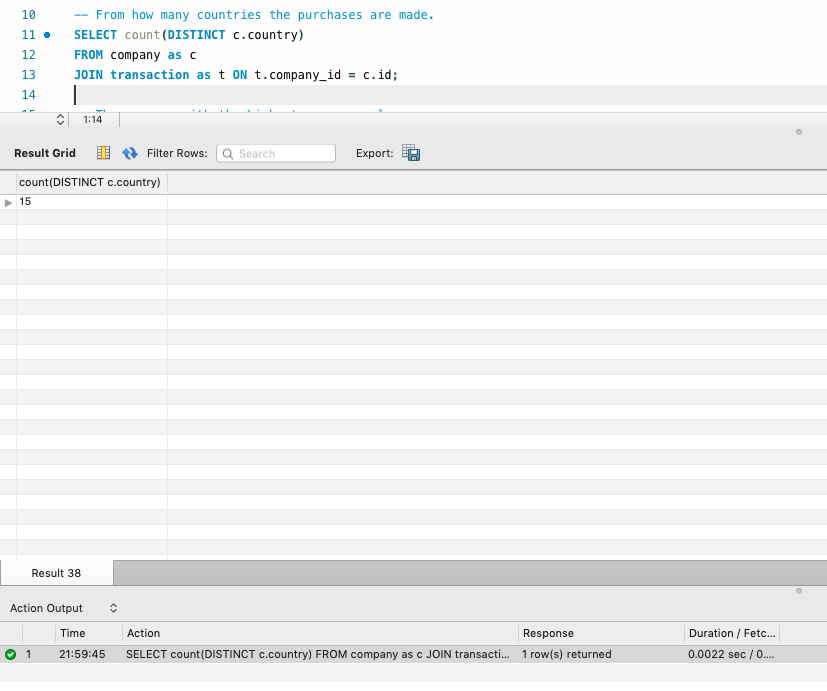 10 -- From how many countries the purchases are made.
11 SELECT count(DISTINCT c.country)
12 FROM company as c
13 JOIN transaction as t ON t.company_id = c.id;
14
1:14
Result Grid Filter Rows: Search Export:
count(DISTINCT c.country)
15
Result 38
Action Output
Time Action Response Duration / Fetc...
1 21:59:45 SELECT count(DISTINCT c.country) FROM company as c JOIN transacti... 1 row(s) returned 0.0022 sec / 0....